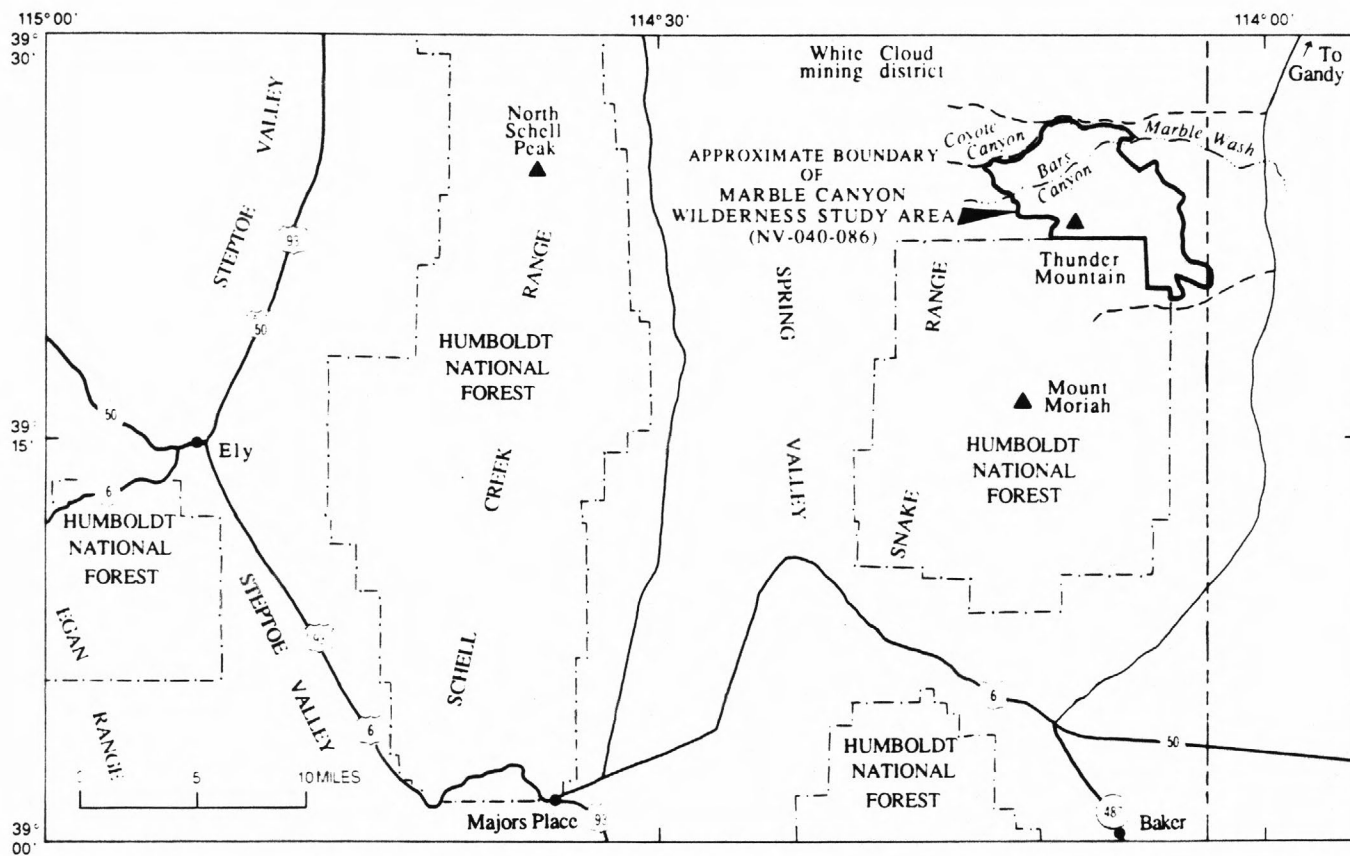 115°00'
114°30'
114°00'
39°
30'
To
Gandy
White Cloud
mining district
STEPTOE VALLEY
North
Schell
Peak
Coyote
Canyon
Marble Wash
Bars
Canyon
APPROXIMATE BOUNDARY
OF
MARBLE CANYON
WILDERNESS STUDY AREA
(NV-040-086)
Thunder
Mountain
93
50
SCHELL CREEK RANGE
HUMBOLDT
NATIONAL
FOREST
SPRING VALLEY
SNAKE RANGE
Mount
Moriah
HUMBOLDT
NATIONAL
FOREST
39°
15'
50
Ely
6
HUMBOLDT
NATIONAL
FOREST
EGAN RANGE
STEPTOE VALLEY
93
6
6
50
HUMBOLDT
NATIONAL
FOREST
5
10 MILES
Majors Place
93
487
Baker
39°
00'